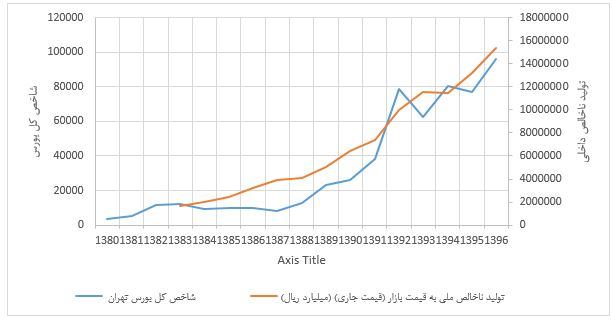 120000
100000
80000
60000
40000
20000
0
شاخص کل بورس
18000000
16000000
14000000
12000000
10000000
8000000
6000000
4000000
2000000
0
تولید ناخالص داخلی
1380 1381 1382 1383 1384 1385 1386 1387 1388 1389 1390 1391 1392 1393 1394 1395 1396
Axis Title
شاخص کل بورس تهران
تولید ناخالص ملی به قیمت بازار (قیمت جاری) (میلیارد ریال)